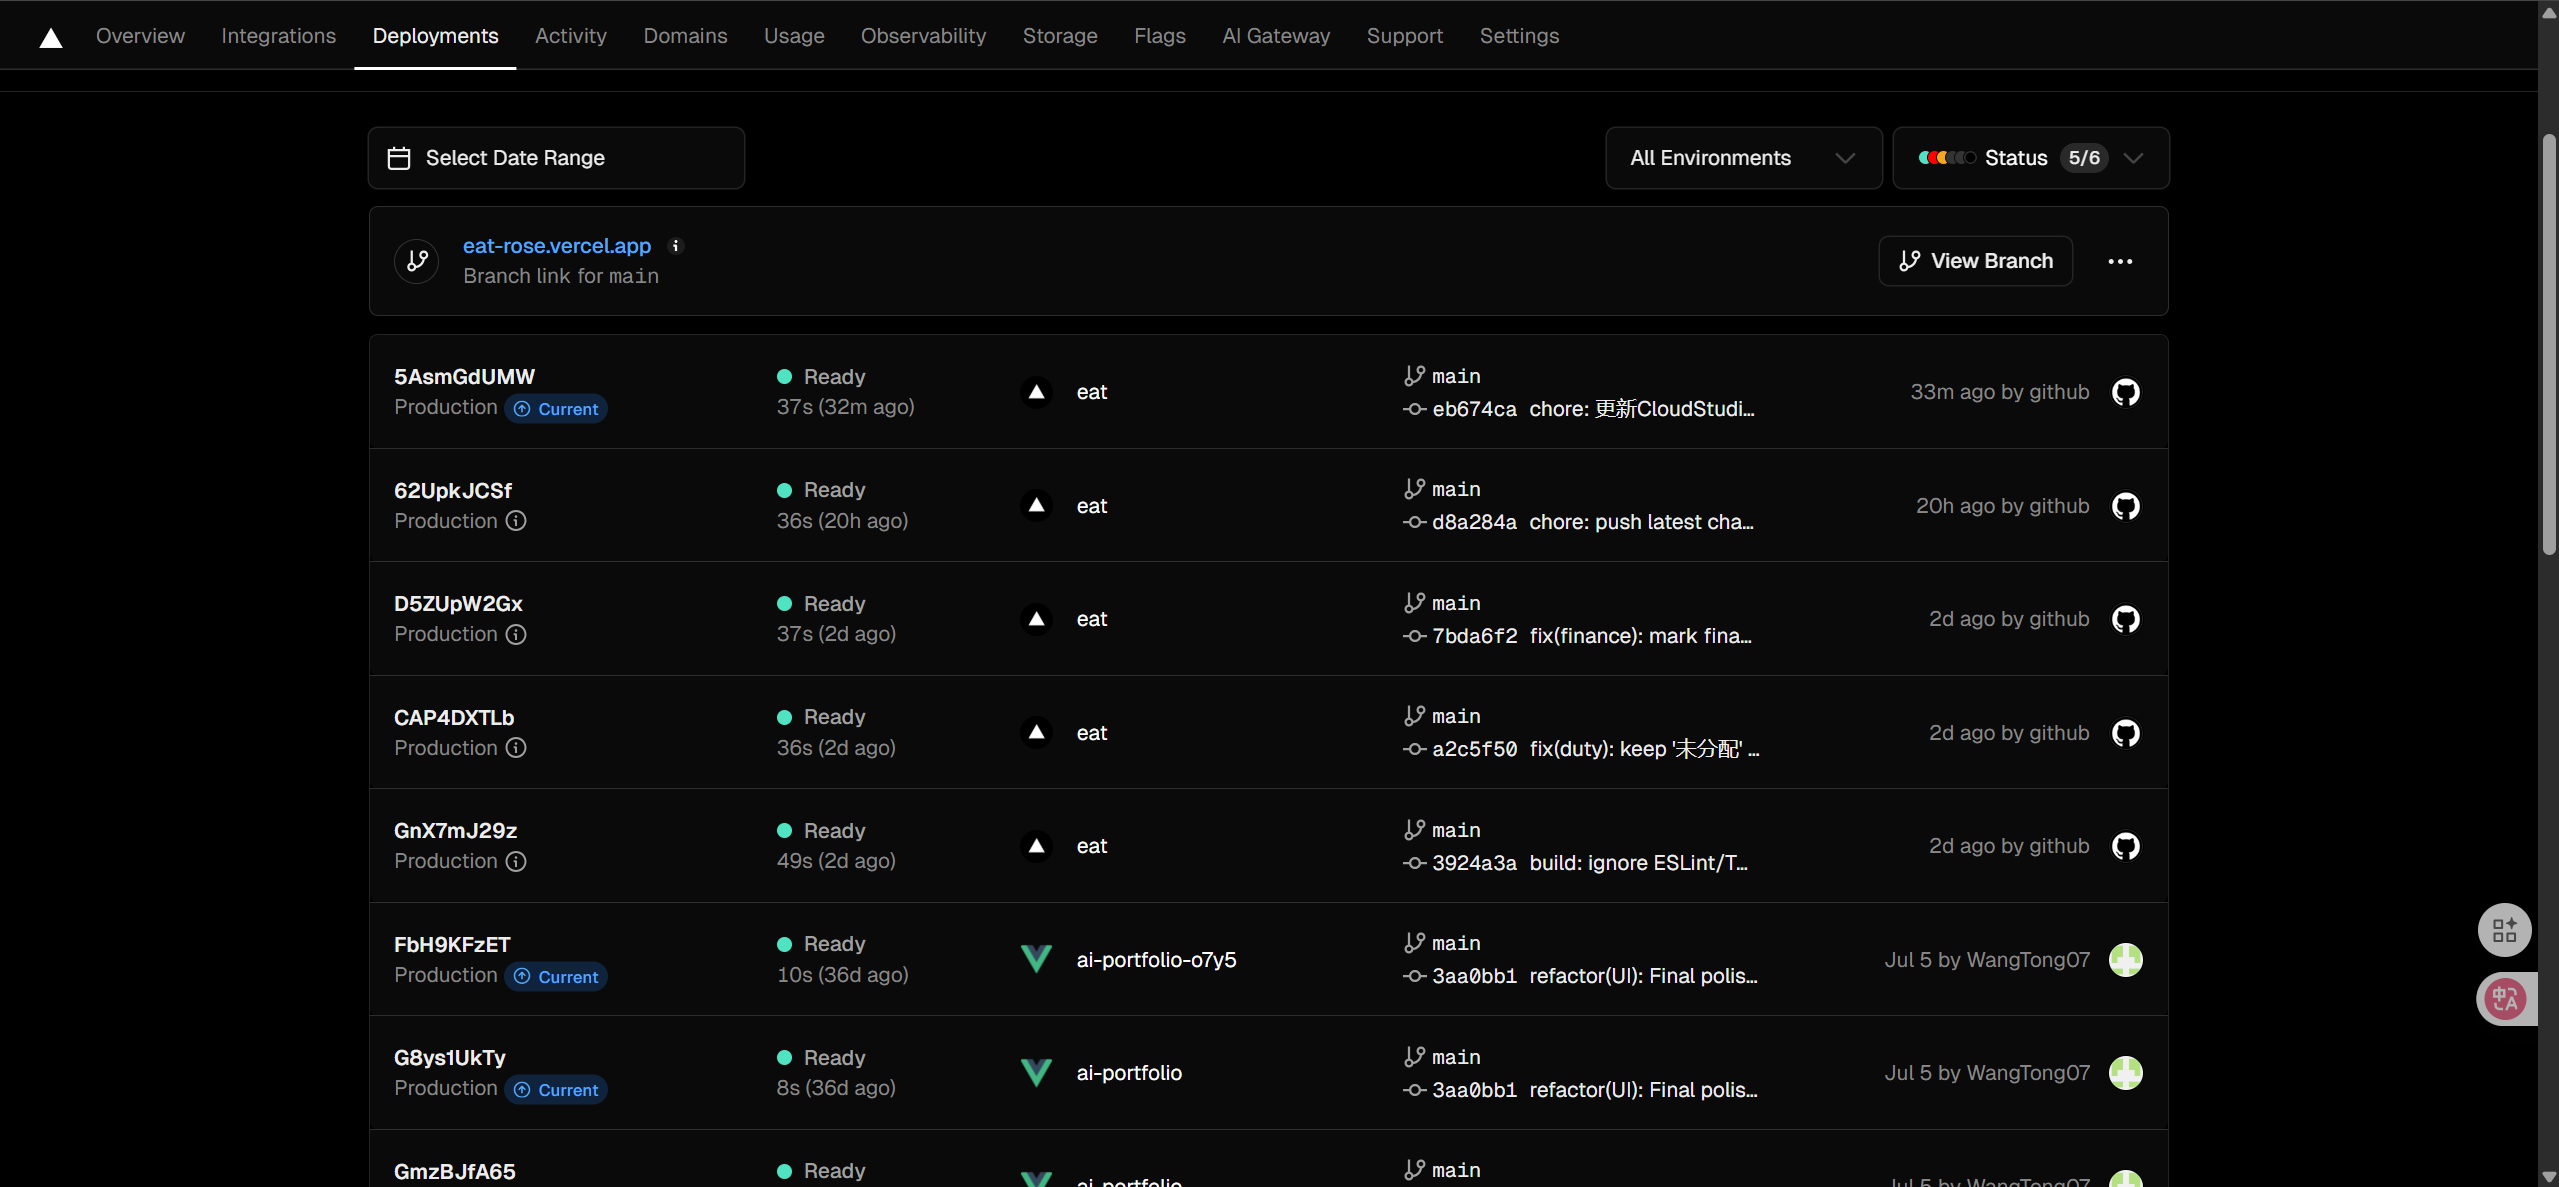 Overview Integrations Deployments Activity Domains Usage Observability Storage Flags AI Gateway Support Settings
Select Date Range All Environments Status 5/6
eat-rose.vercel.app
Branch link for main
View Branch
5AsmGdUMW Ready eat main 33m ago by github
Production Current 37s (32m ago) eb674ca chore: 更新CloudStudi...
62UpkJCSf Ready eat main 20h ago by github
Production 36s (20h ago) d8a284a chore: push latest cha...
D5ZUpW2Gx Ready eat main 2d ago by github
Production 37s (2d ago) 7bda6f2 fix(finance): mark fina...
CAP4DXTLb Ready eat main 2d ago by github
Production 36s (2d ago) a2c5f50 fix(duty): keep '未分配' ...
GnX7mJ29z Ready eat main 2d ago by github
Production 49s (2d ago) 3924a3a build: ignore ESLint/T...
FbH9KFzET Ready ai-portfolio-o7y5 main Jul 5 by WangTong07
Production Current 10s (36d ago) 3aa0bb1 refactor(UI): Final polis...
G8ys1UkTy Ready ai-portfolio main Jul 5 by WangTong07
Production Current 8s (36d ago) 3aa0bb1 refactor(UI): Final polis...
GmzBJfA65 Ready ai-portfolio main Jul 5 by WangTong07